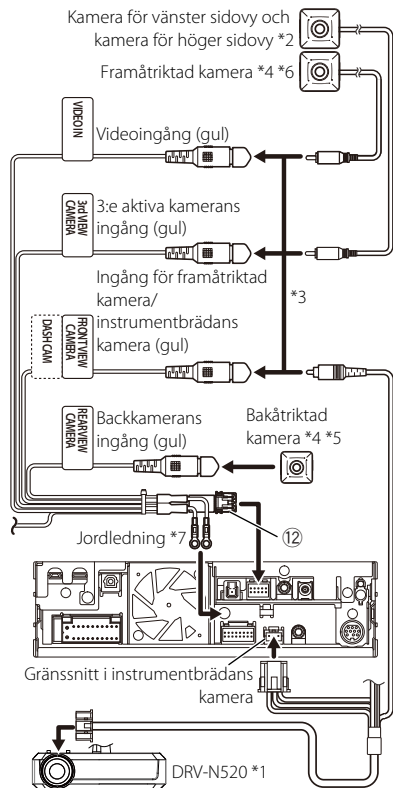 Kamera för vänster sidovy och
kamera för höger sidovy *2
Framåtriktad kamera *4 *6
VIDEO IN
Videoingång (gul)
3rd VIEW
CAMERA
3:e aktiva kamerans
ingång (gul)
Ingång för framåtriktad
kamera/
instrumentbrädans
kamera (gul)
*3
FRONT VIEW
CAMERA
DASH CAM
REAR VIEW
CAMERA
Backkamerans
ingång (gul)
Bakåtriktad
kamera *4 *5
Jordledning *7
⑫
Gränssnitt i instrumentbrädans
kamera
DRV-N520 *1